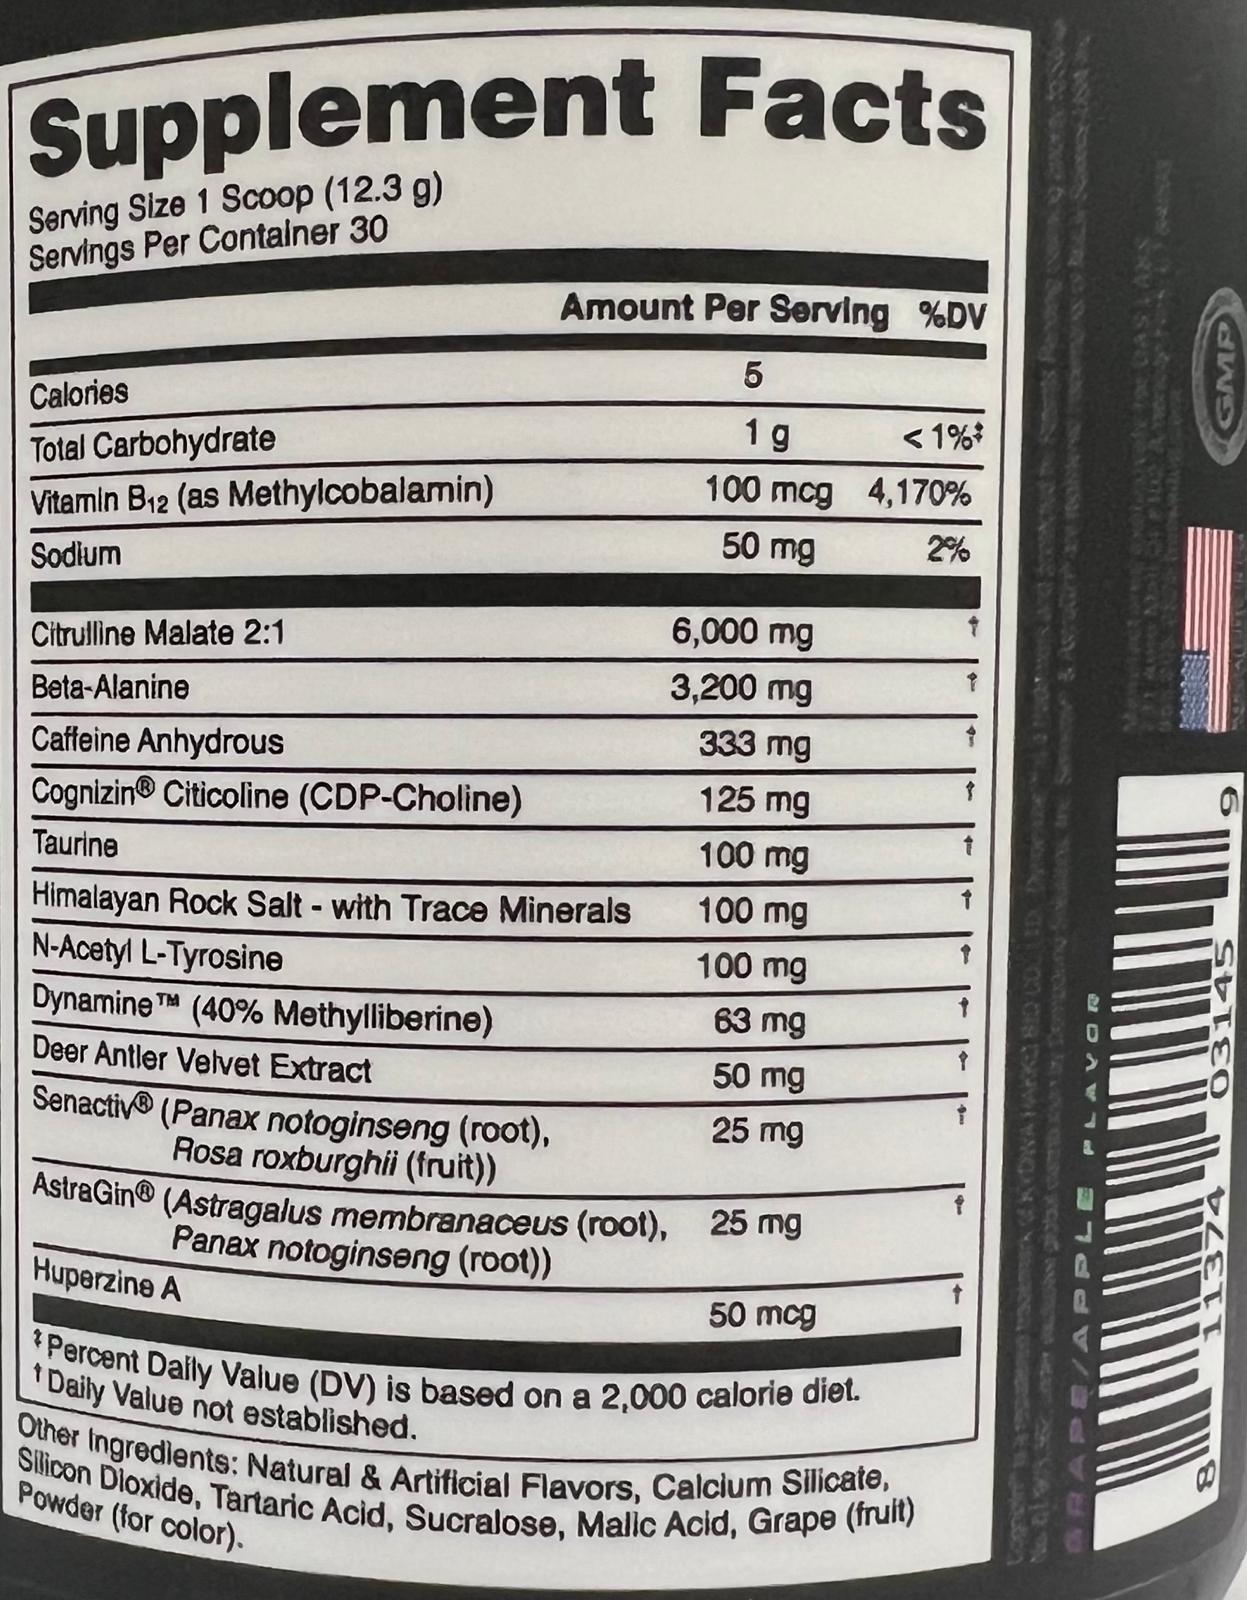 Supplement Facts
Serving Size 1 Scoop (12.3 g)
Servings Per Container 30
Amount Per Serving %DV
Calories 5
Total Carbohydrate 1 g < 1%‡
Vitamin B12 (as Methylcobalamin) 100 mcg 4,170%
Sodium 50 mg 2%
Citrulline Malate 2:1 6,000 mg †
Beta-Alanine 3,200 mg †
Caffeine Anhydrous 333 mg †
Cognizin® Citicoline (CDP-Choline) 125 mg †
Taurine 100 mg †
Himalayan Rock Salt - with Trace Minerals 100 mg †
N-Acetyl L-Tyrosine 100 mg †
Dynamine™ (40% Methylliberine) 63 mg †
Deer Antler Velvet Extract 50 mg †
Senactiv® (Panax notoginseng (root), 25 mg †
Rosa roxburghii (fruit))
AstraGin® (Astragalus membranaceus (root), 25 mg †
Panax notoginseng (root))
Huperzine A 50 mcg †
‡ Percent Daily Value (DV) is based on a 2,000 calorie diet.
† Daily Value not established.
Other Ingredients: Natural & Artificial Flavors, Calcium Silicate,
Silicon Dioxide, Tartaric Acid, Sucralose, Malic Acid, Grape (fruit)
Powder (for color).
GMP
GRAPE/APPLE FLAVOR
8 11374 03145 9